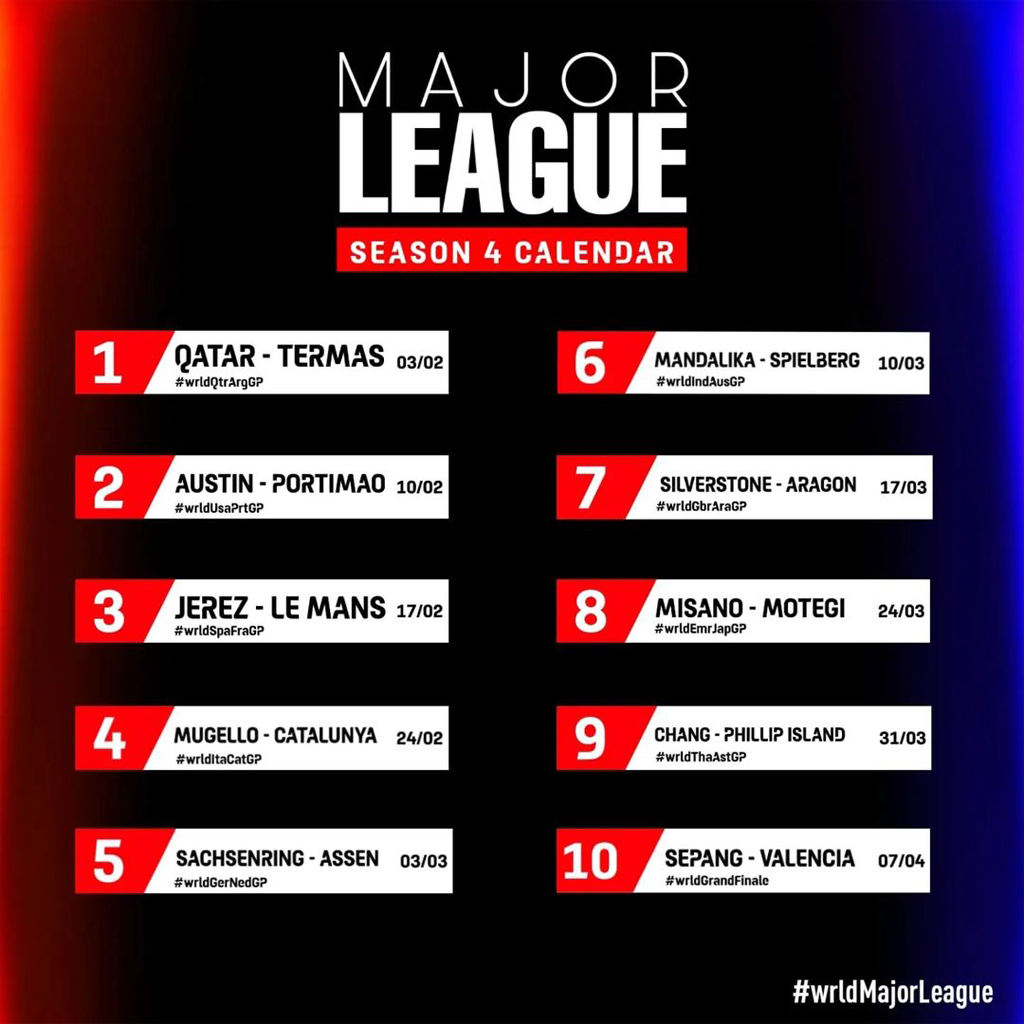 MAJOR
LEAGUE
SEASON 4 CALENDAR
1 QATAR - TERMAS 03/02
#wrldQtrArgGP
2 AUSTIN - PORTIMAO 10/02
#wrldUsaPrtGP
3 JEREZ - LE MANS 17/02
#wrldSpaFraGP
4 MUGELLO - CATALUNYA 24/02
#wrldItaCatGP
5 SACHSENRING - ASSEN 03/03
#wrldGerNedGP
6 MANDALIKA - SPIELBERG 10/03
#wrldIndAusGP
7 SILVERSTONE - ARAGON 17/03
#wrldGbrAraGP
8 MISANO - MOTEGI 24/03
#wrldEmrJapGP
9 CHANG - PHILLIP ISLAND 31/03
#wrldThaAstGP
10 SEPANG - VALENCIA 07/04
#wrldGrandFinale
#wrldMajorLeague